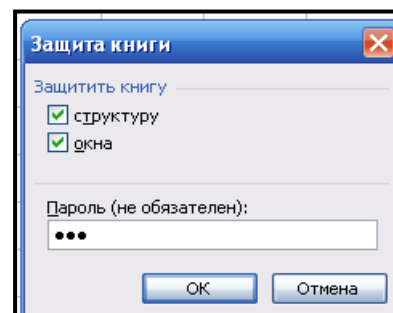 Защита книги
Защитить книгу
структуру
окна
Пароль (не обязателен):
●●●
ОК
Отмена